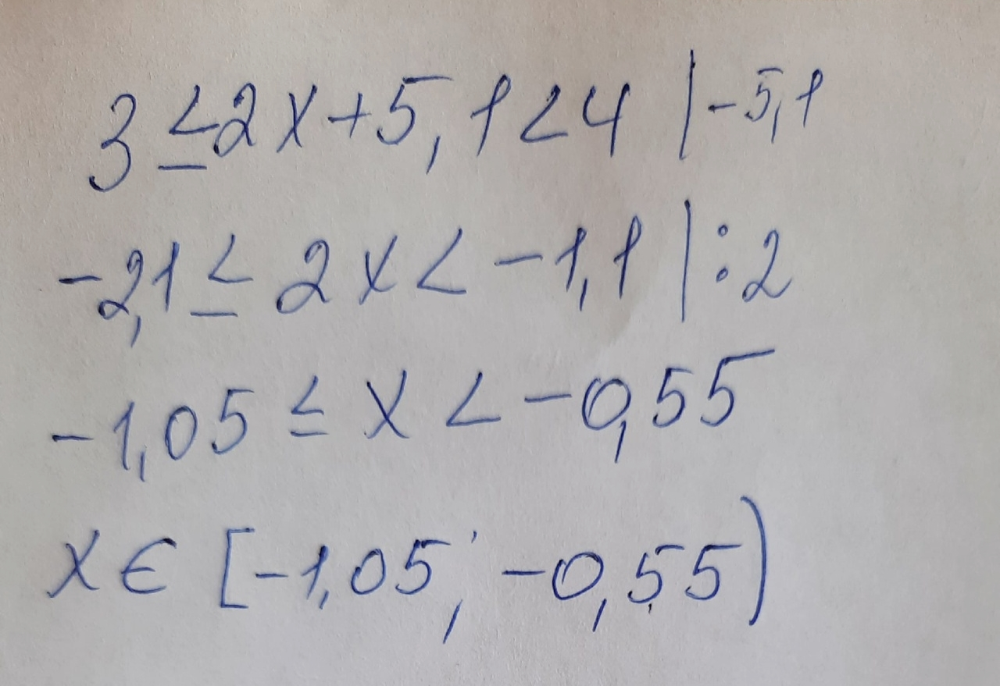 3 ≤ 2x + 5,1 < 4 | -5,1
-2,1 ≤ 2x < -1,1 | : 2
-1,05 ≤ x < -0,55
x ∈ [-1,05; -0,55)